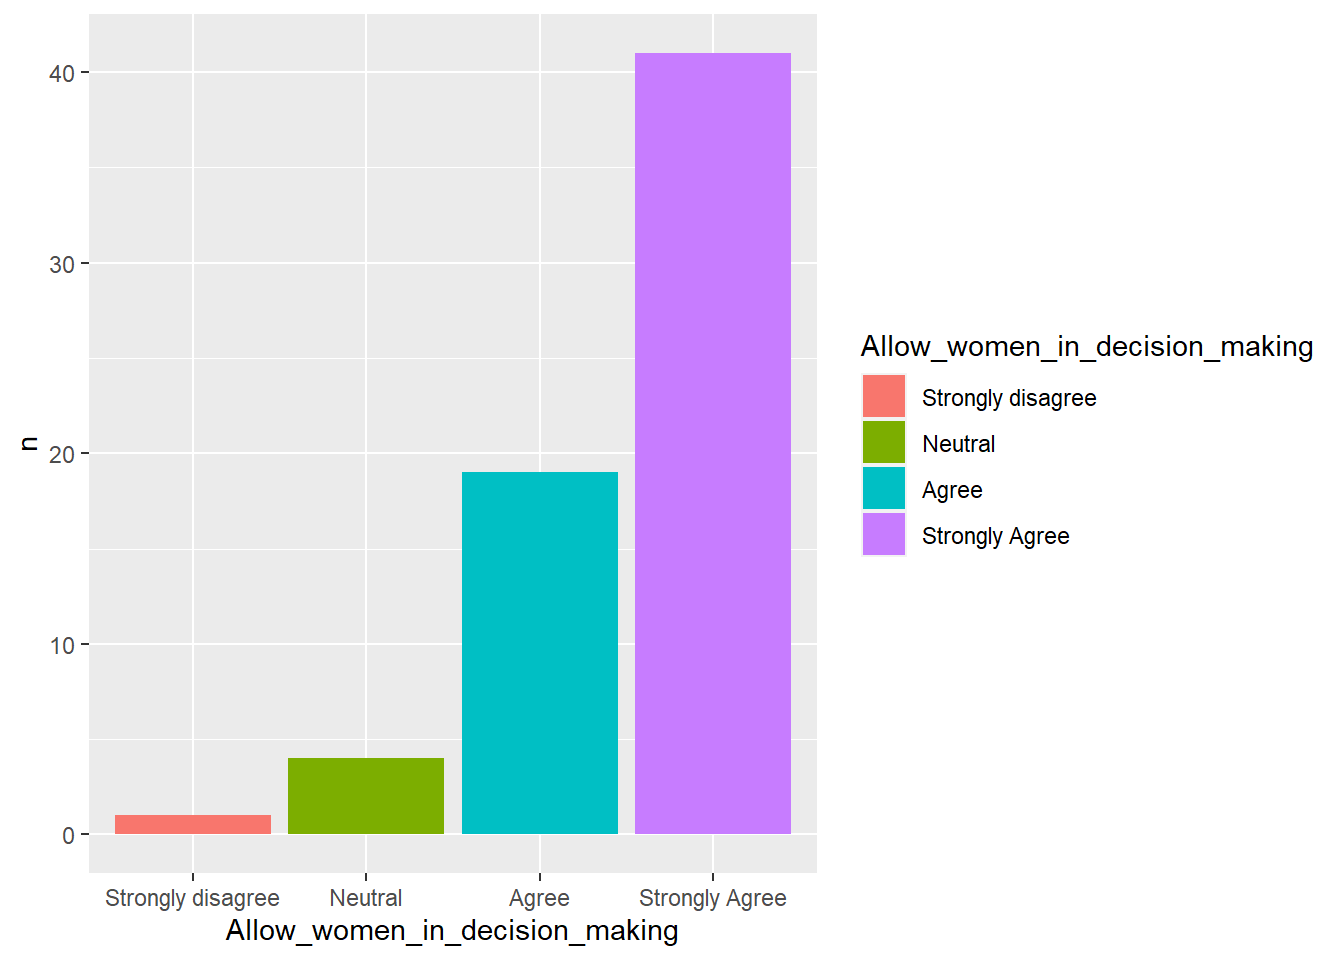 40
30
20
10
0
n
Strongly disagree Neutral Agree Strongly Agree
Allow_women_in_decision_making
Allow_women_in_decision_making
Strongly disagree
Neutral
Agree
Strongly Agree